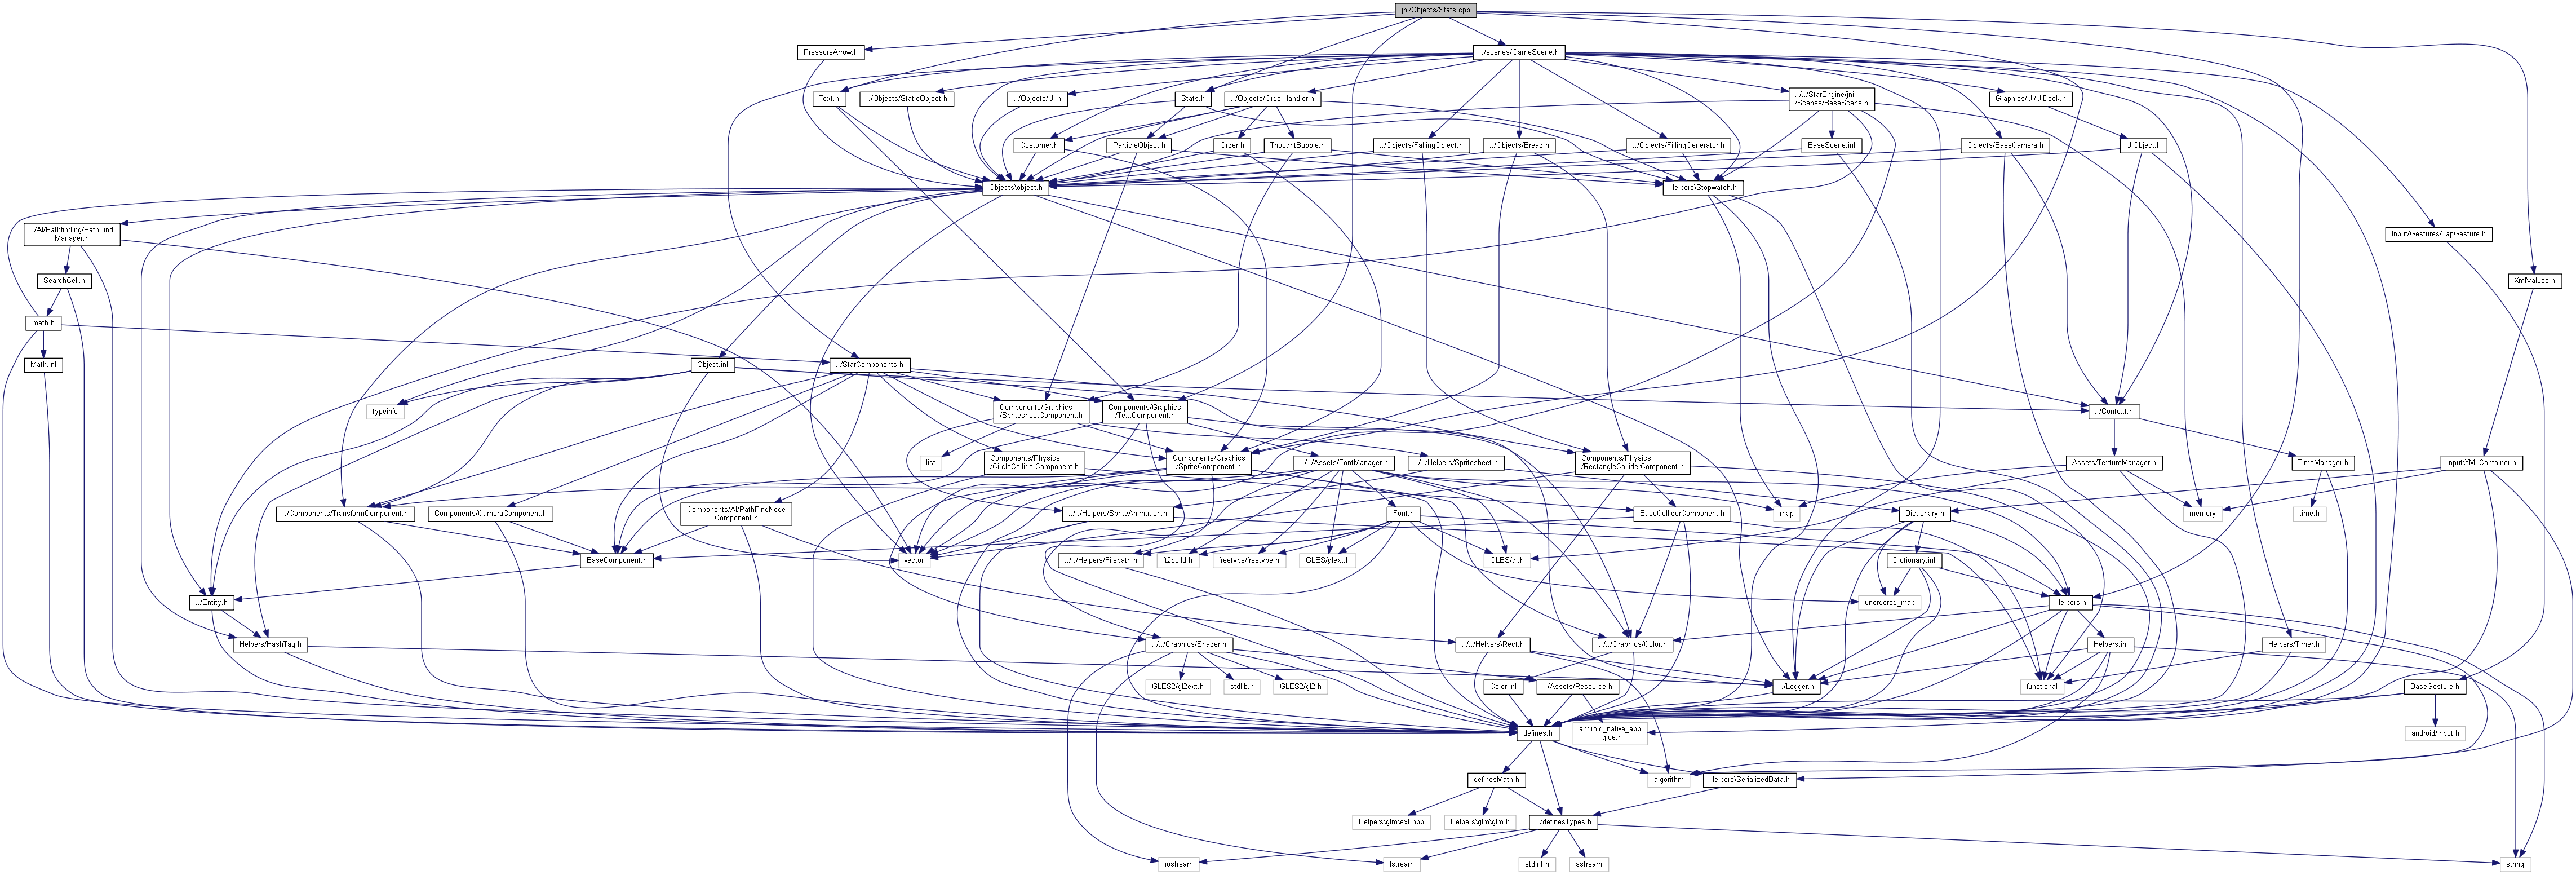 jni/Objects/Stats.cpp
PressureArrow.h
../scenes/GameScene.h
Text.h
../Objects/StaticObject.h
../Objects/Ui.h
Stats.h
../Objects/OrderHandler.h
../../StarEngine/jni
/Scenes/BaseScene.h
Graphics/UI/UIDock.h
Customer.h
ParticleObject.h
Order.h
ThoughtBubble.h
../Objects/FallingObject.h
../Objects/Bread.h
../Objects/FillingGenerator.h
BaseScene.inl
Objects/BaseCamera.h
UIObject.h
Objects\object.h
Helpers\Stopwatch.h
../AI/Pathfinding/PathFind
Manager.h
Input/Gestures/TapGesture.h
SearchCell.h
XmlValues.h
math.h
Math.inl
Object.inl
../StarComponents.h
typeinfo
Components/Graphics
/SpritesheetComponent.h
Components/Graphics
/TextComponent.h
../Context.h
list
Components/Physics
/CircleColliderComponent.h
Components/Graphics
/SpriteComponent.h
../../Assets/FontManager.h
../../Helpers/Spritesheet.h
Components/Physics
/RectangleColliderComponent.h
Assets/TextureManager.h
TimeManager.h
Input\XMLContainer.h
../Components/TransformComponent.h
Components/CameraComponent.h
Components/AI/PathFindNode
Component.h
../../Helpers/SpriteAnimation.h
Font.h
BaseColliderComponent.h
map
Dictionary.h
memory
time.h
BaseComponent.h
vector
../../Helpers/Filepath.h
ft2build.h
freetype/freetype.h
GLES/glext.h
GLES/gl.h
Dictionary.inl
../Entity.h
unordered_map
Helpers.h
Helpers/HashTag.h
../../Graphics/Shader.h
../../Helpers\Rect.h
../../Graphics/Color.h
Helpers.inl
Helpers/Timer.h
GLES2/gl2ext.h
stdlib.h
GLES2/gl2.h
../Assets/Resource.h
Color.inl
../Logger.h
functional
BaseGesture.h
defines.h
android_native_app
_glue.h
android/input.h
definesMath.h
algorithm
Helpers\SerializedData.h
Helpers\glm\ext.hpp
Helpers\glm\glm.h
../definesTypes.h
iostream
fstream
stdint.h
sstream
string